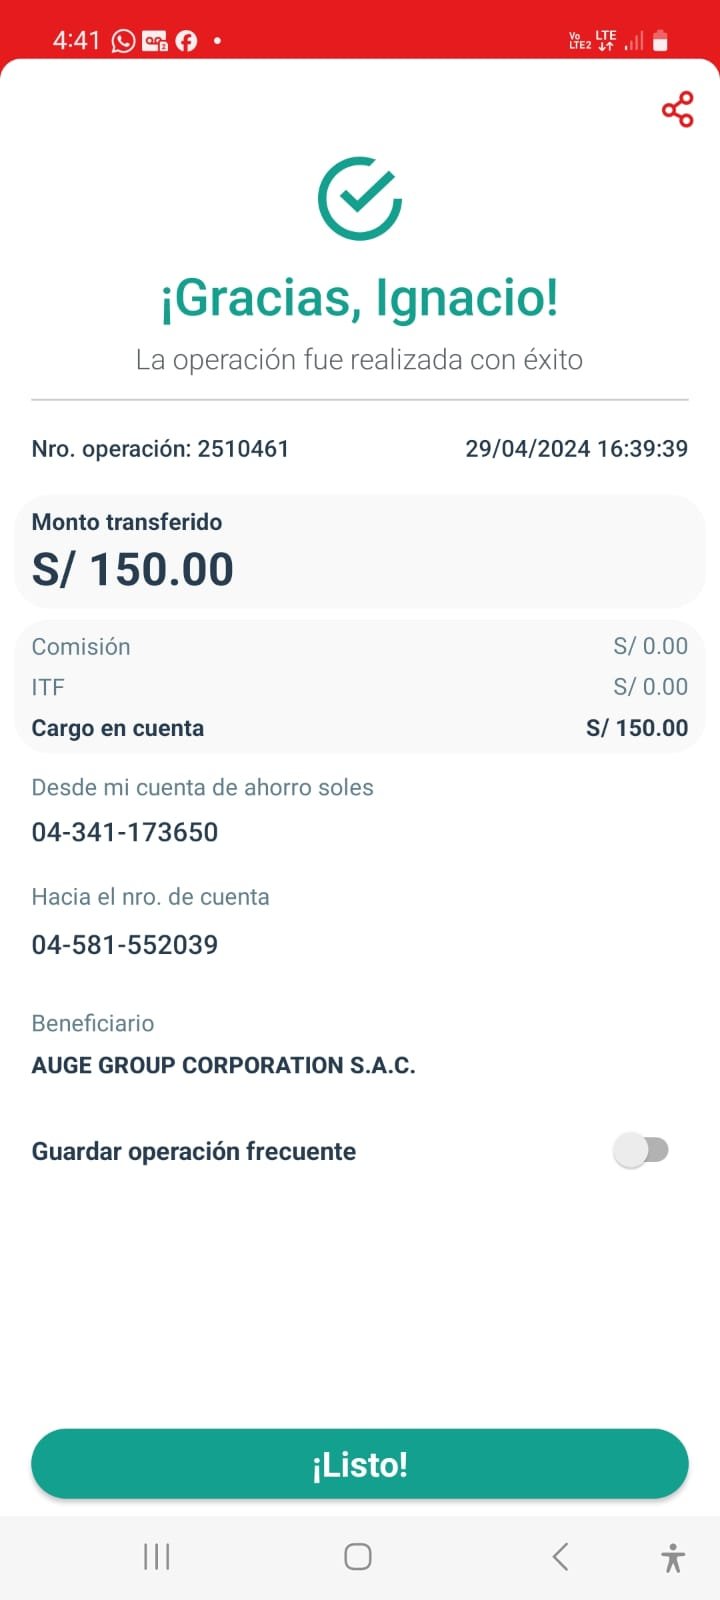 4:41
Vo LTE2 LTE
¡Gracias, Ignacio!
La operación fue realizada con éxito
Nro. operación: 2510461 29/04/2024 16:39:39
Monto transferido
S/ 150.00
Comisión S/ 0.00
ITF S/ 0.00
Cargo en cuenta S/ 150.00
Desde mi cuenta de ahorro soles
04-341-173650
Hacia el nro. de cuenta
04-581-552039
Beneficiario
AUGE GROUP CORPORATION S.A.C.
Guardar operación frecuente
¡Listo!